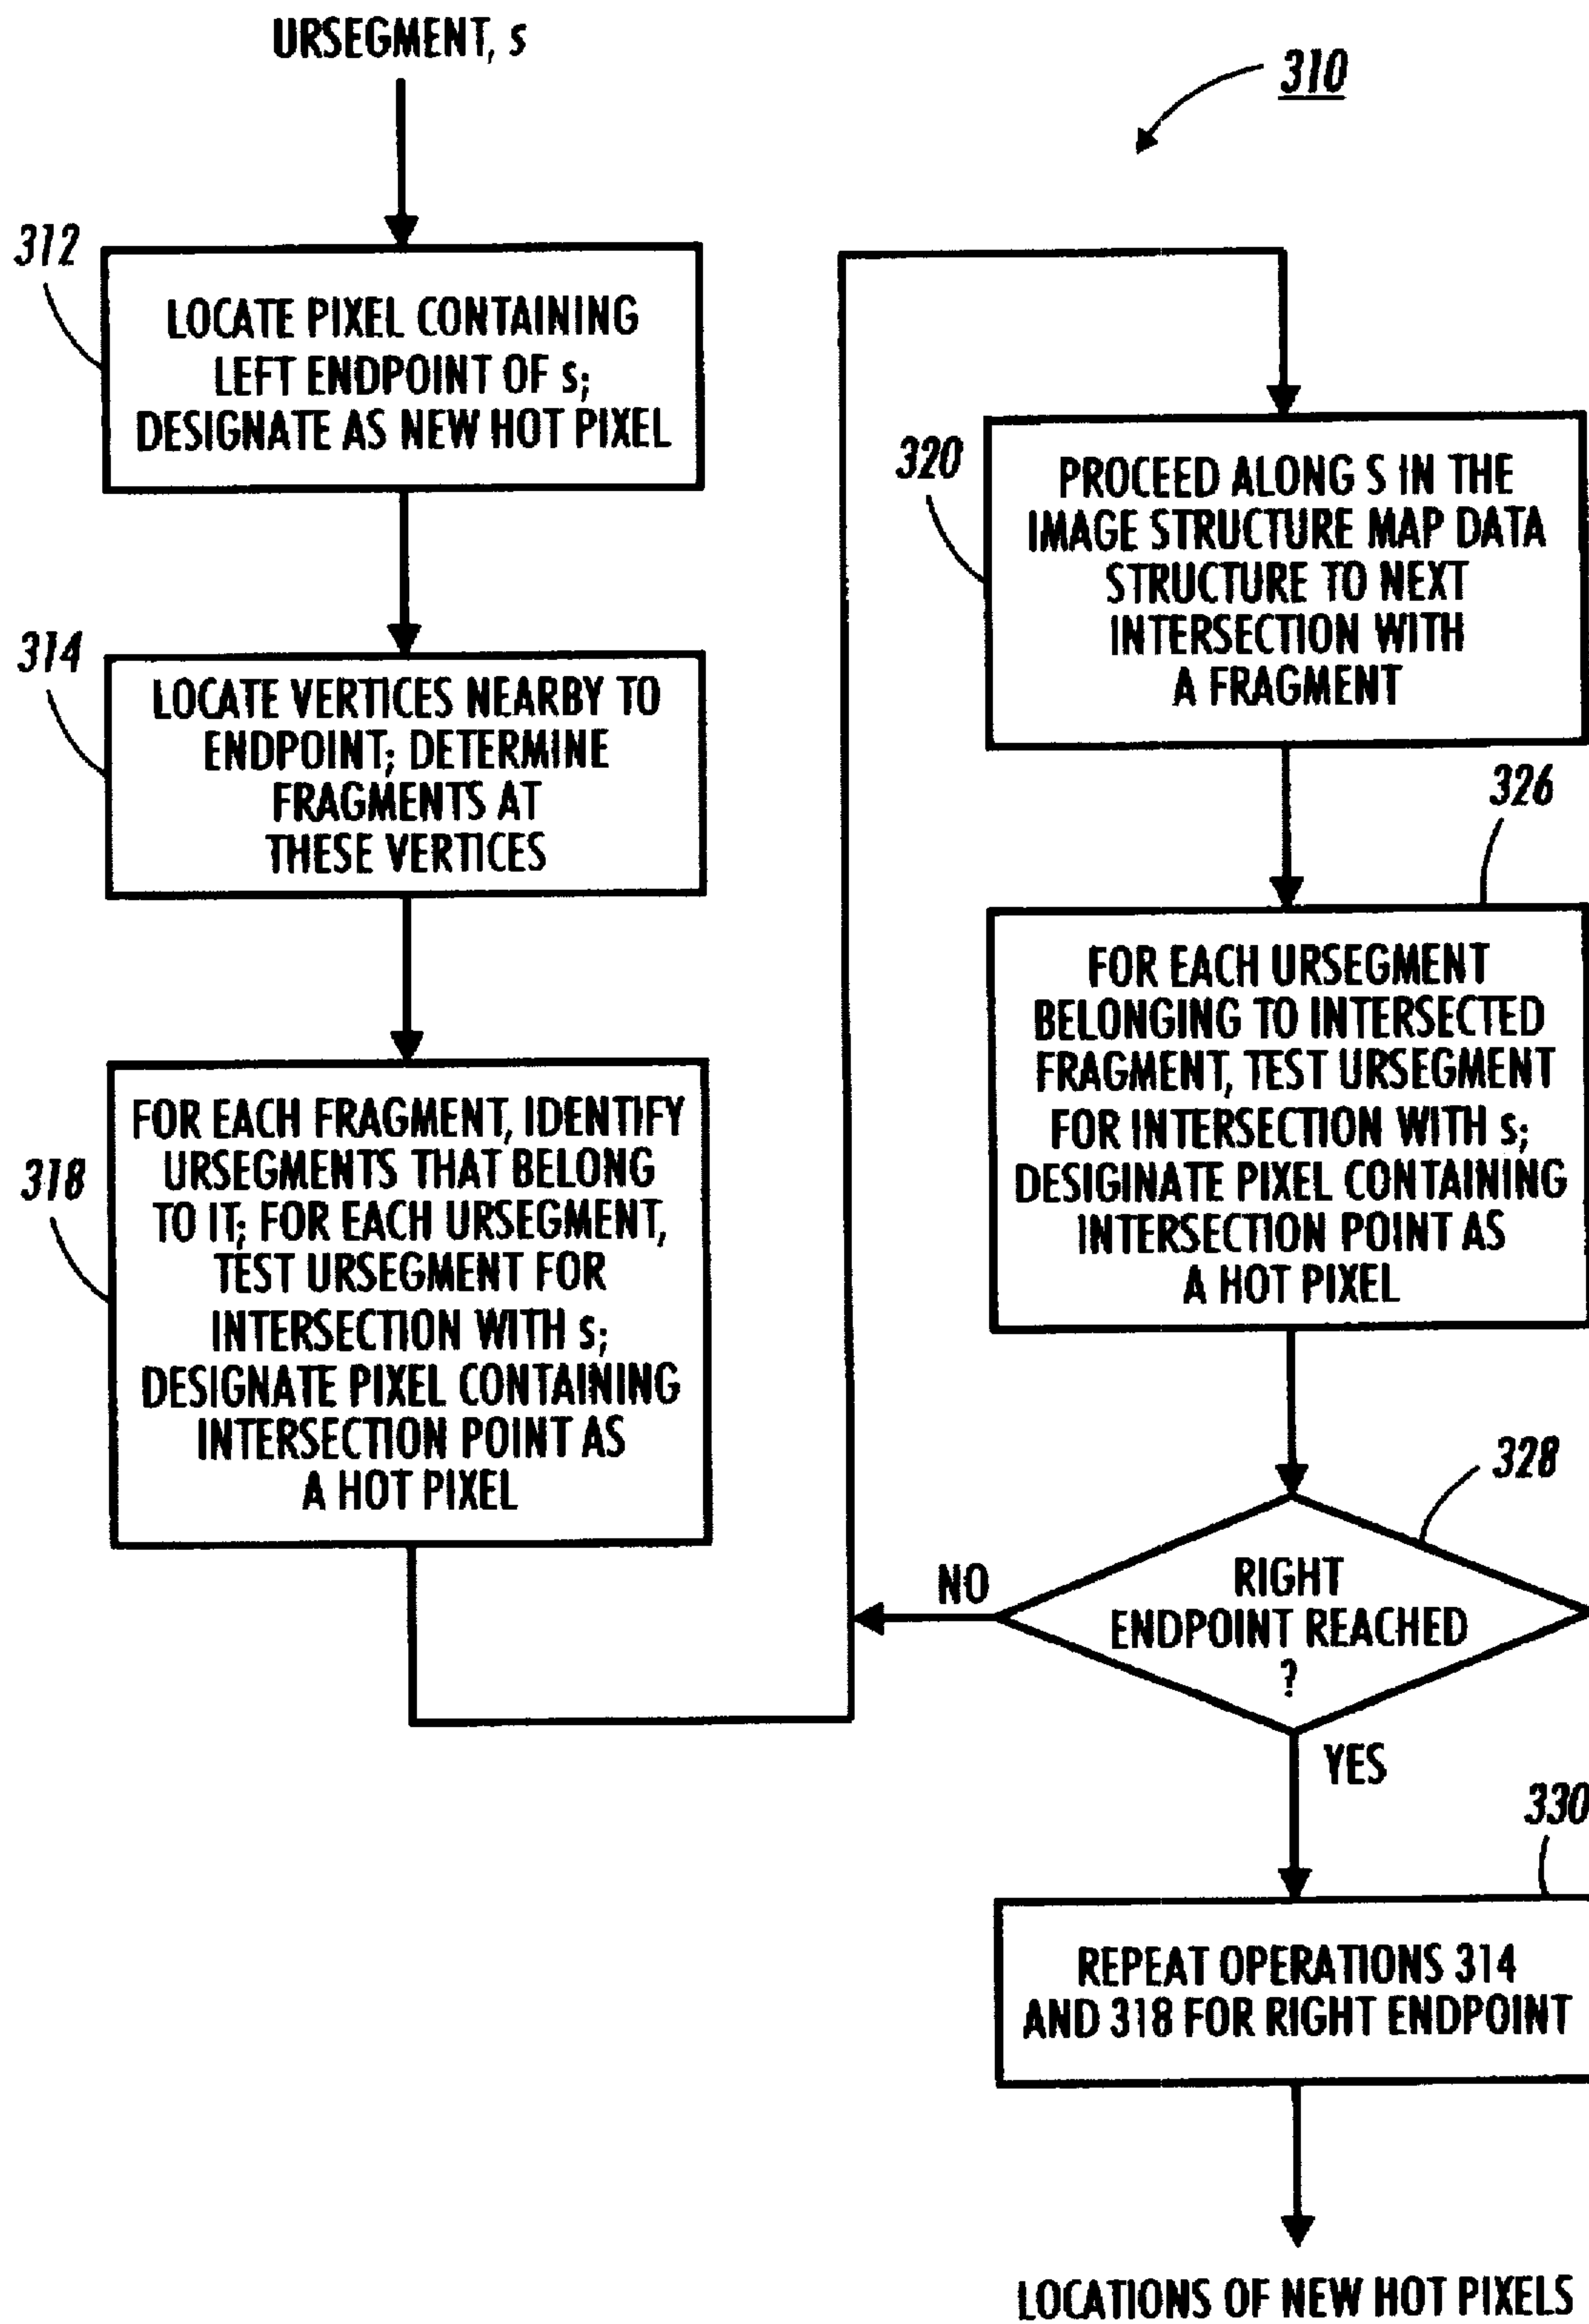 URSEGMENT, s
310
312
LOCATE PIXEL CONTAINING
LEFT ENDPOINT OF s;
DESIGNATE AS NEW HOT PIXEL
314
LOCATE VERTICES NEARBY TO
ENDPOINT; DETERMINE
FRAGMENTS AT
THESE VERTICES
318
FOR EACH FRAGMENT, IDENTIFY
URSEGMENTS THAT BELONG
TO IT; FOR EACH URSEGMENT,
TEST URSEGMENT FOR
INTERSECTION WITH s;
DESIGNATE PIXEL CONTAINING
INTERSECTION POINT AS
A HOT PIXEL
320
PROCEED ALONG S IN THE
IMAGE STRUCTURE MAP DATA
STRUCTURE TO NEXT
INTERSECTION WITH
A FRAGMENT
326
FOR EACH URSEGMENT
BELONGING TO INTERSECTED
FRAGMENT, TEST URSEGMENT
FOR INTERSECTION WITH s;
DESIGINATE PIXEL CONTAINING
INTERSECTION POINT AS
A HOT PIXEL
328
RIGHT
ENDPOINT REACHED
?
NO
YES
330
REPEAT OPERATIONS 314
AND 318 FOR RIGHT ENDPOINT
LOCATIONS OF NEW HOT PIXELS